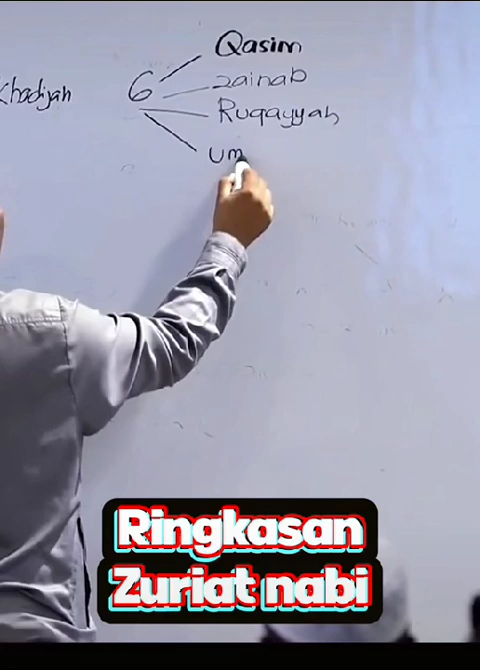 Qasim
Khadijah 6 zainab
Ruqayyah
um
Ringkasan
Zuriat nabi